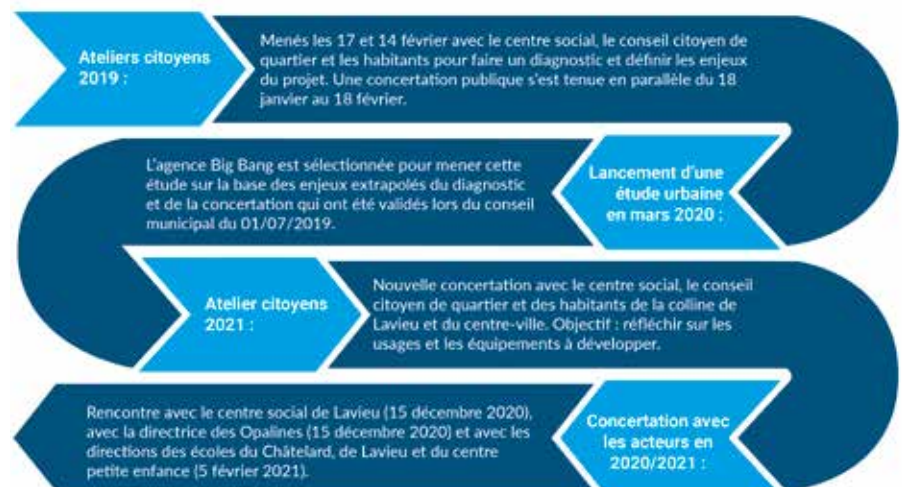 Ateliers citoyens
2019 :
Menés les 17 et 14 février avec le centre social, le conseil citoyen de
quartier et les habitants pour faire un diagnostic et définir les enjeux
du projet. Une concertation publique s'est tenue en parallèle du 18
janvier au 18 février.
Lancement d'une
étude urbaine
en mars 2020 :
L'agence Big Bang est sélectionnée pour mener cette
étude sur la base des enjeux extrapolés du diagnostic
et de la concertation qui ont été validés lors du conseil
municipal du 01/07/2019.
Atelier citoyens
2021 :
Nouvelle concertation avec le centre social, le conseil
citoyen de quartier et des habitants de la colline de
Lavieu et du centre-ville. Objectif : réfléchir sur les
usages et les équipements à développer.
Concertation avec
les acteurs en
2020/2021 :
Rencontre avec le centre social de Lavieu (15 décembre 2020),
avec la directrice des Opalines (15 décembre 2020) et avec les
directions des écoles du Châtelard, de Lavieu et du centre
petite enfance (5 février 2021).